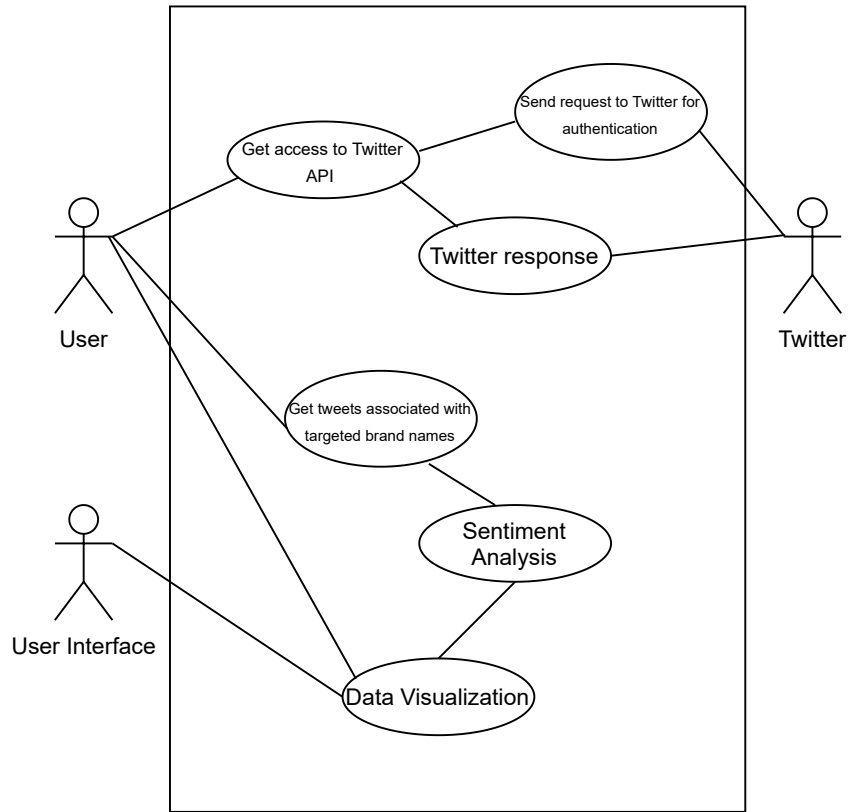 Send request to Twitter for
authentication
Get access to Twitter
API
Twitter response
User
Twitter
Get tweets associated with
targeted brand names
Sentiment
Analysis
User Interface
Data Visualization